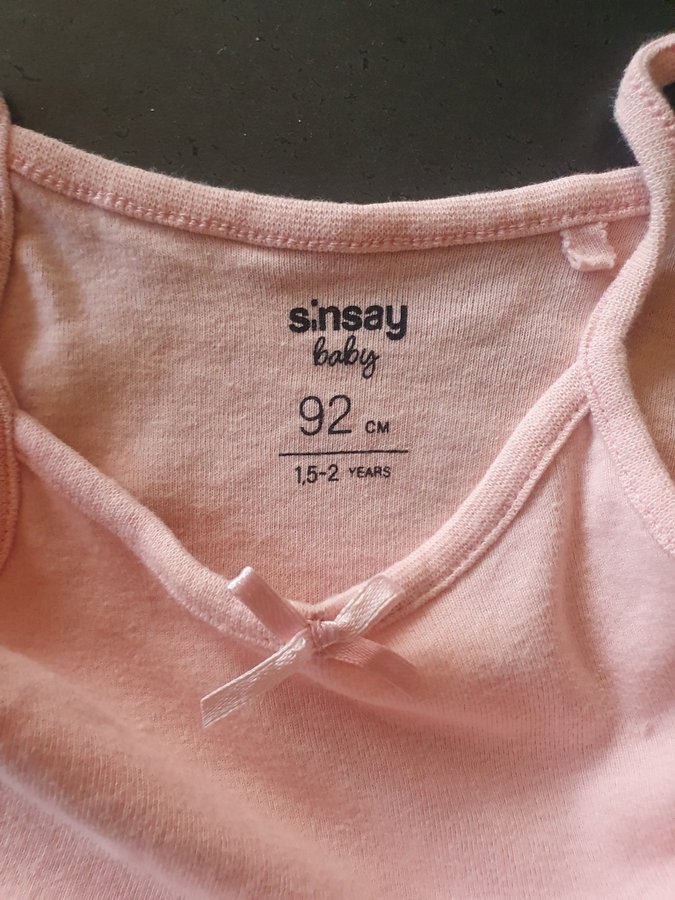 sinsay
baby
92 CM
1,5-2 YEARS